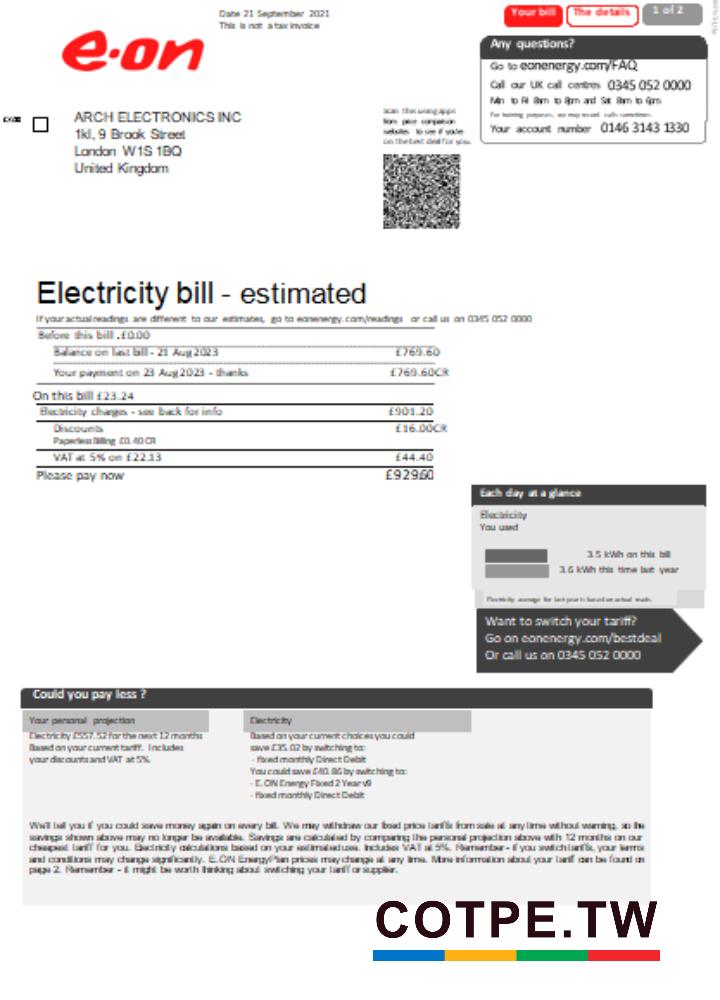 Date 21 September 2021
This is not a tax invoice
Your bill
The details
1 of 2
e·on
Any questions?
Go to eonenergy.com/FAQ
Call our UK call centres 0345 052 0000
Mn to Fri 8am to 8pm and Sat 8am to 6pm
For training purposes, we may record calls sometimes.
Your account number 0146 3143 1330
ARCH ELECTRONICS INC
1kl, 9 Brook Street
London W1S 1BQ
United Kingdom
Scan this using apps
from price comparison
websites to see if you're
on the best deal for you.
Electricity bill - estimated
If your actual readings are different to our estimates, go to eonenergy.com/readings or call us on 0345 052 0000
Before this bill .£0.00
Balance on last bill - 21 Aug 2023 £769.60
Your payment on 23 Aug 2023 - thanks £769.60CR
On this bill £23.24
Electricity charges - see back for info £901.20
Discounts £16.00CR
Paperless Billing £0.40 CR
VAT at 5% on £22.13 £44.40
Please pay now £92960
Each day at a glance
Electricity
You used
3.5 kWh on this bill
3.6 kWh this time last year
Electricity average for last year is based on actual reads.
Want to switch your tariff?
Go on eonenergy.com/bestdeal
Or call us on 0345 052 0000
Could you pay less ?
Your personal projection
Electricity £557.52 for the next 12 months
Based on your current tariff. Includes
your discounts and VAT at 5%.
Electricity
Based on your current choices you could
save £35.02 by switching to:
- fixed monthly Direct Debit
You could save £40.86 by switching to:
- E.ON Energy Fixed 2 Year v9
- fixed monthly Direct Debit
We'll tell you if you could save money again on every bill. We may withdraw our fixed price tariffs from sale at any time without warning, so the
savings shown above may no longer be available. Savings are calculated by comparing the personal projection above with 12 months on our
cheapest tariff for you. Electricity calculations based on your estimated use. Includes VAT at 5%. Remember - if you switch tariffs, your terms
and conditions may change significantly. E.ON EnergyPlan prices may change at any time. More information about your tariff can be found on
page 2. Remember - it might be worth thinking about switching your tariff or supplier.
COTPE.TW